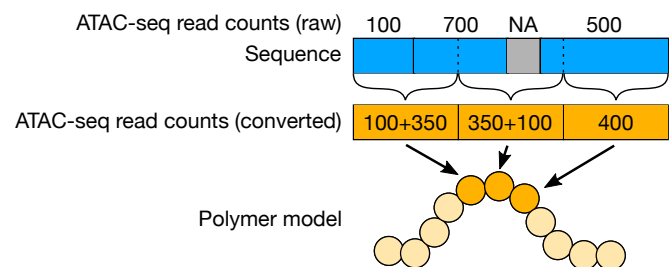 ATAC-seq read counts (raw) 100 700 NA 500
Sequence
ATAC-seq read counts (converted) 100+350 350+100 400
Polymer model